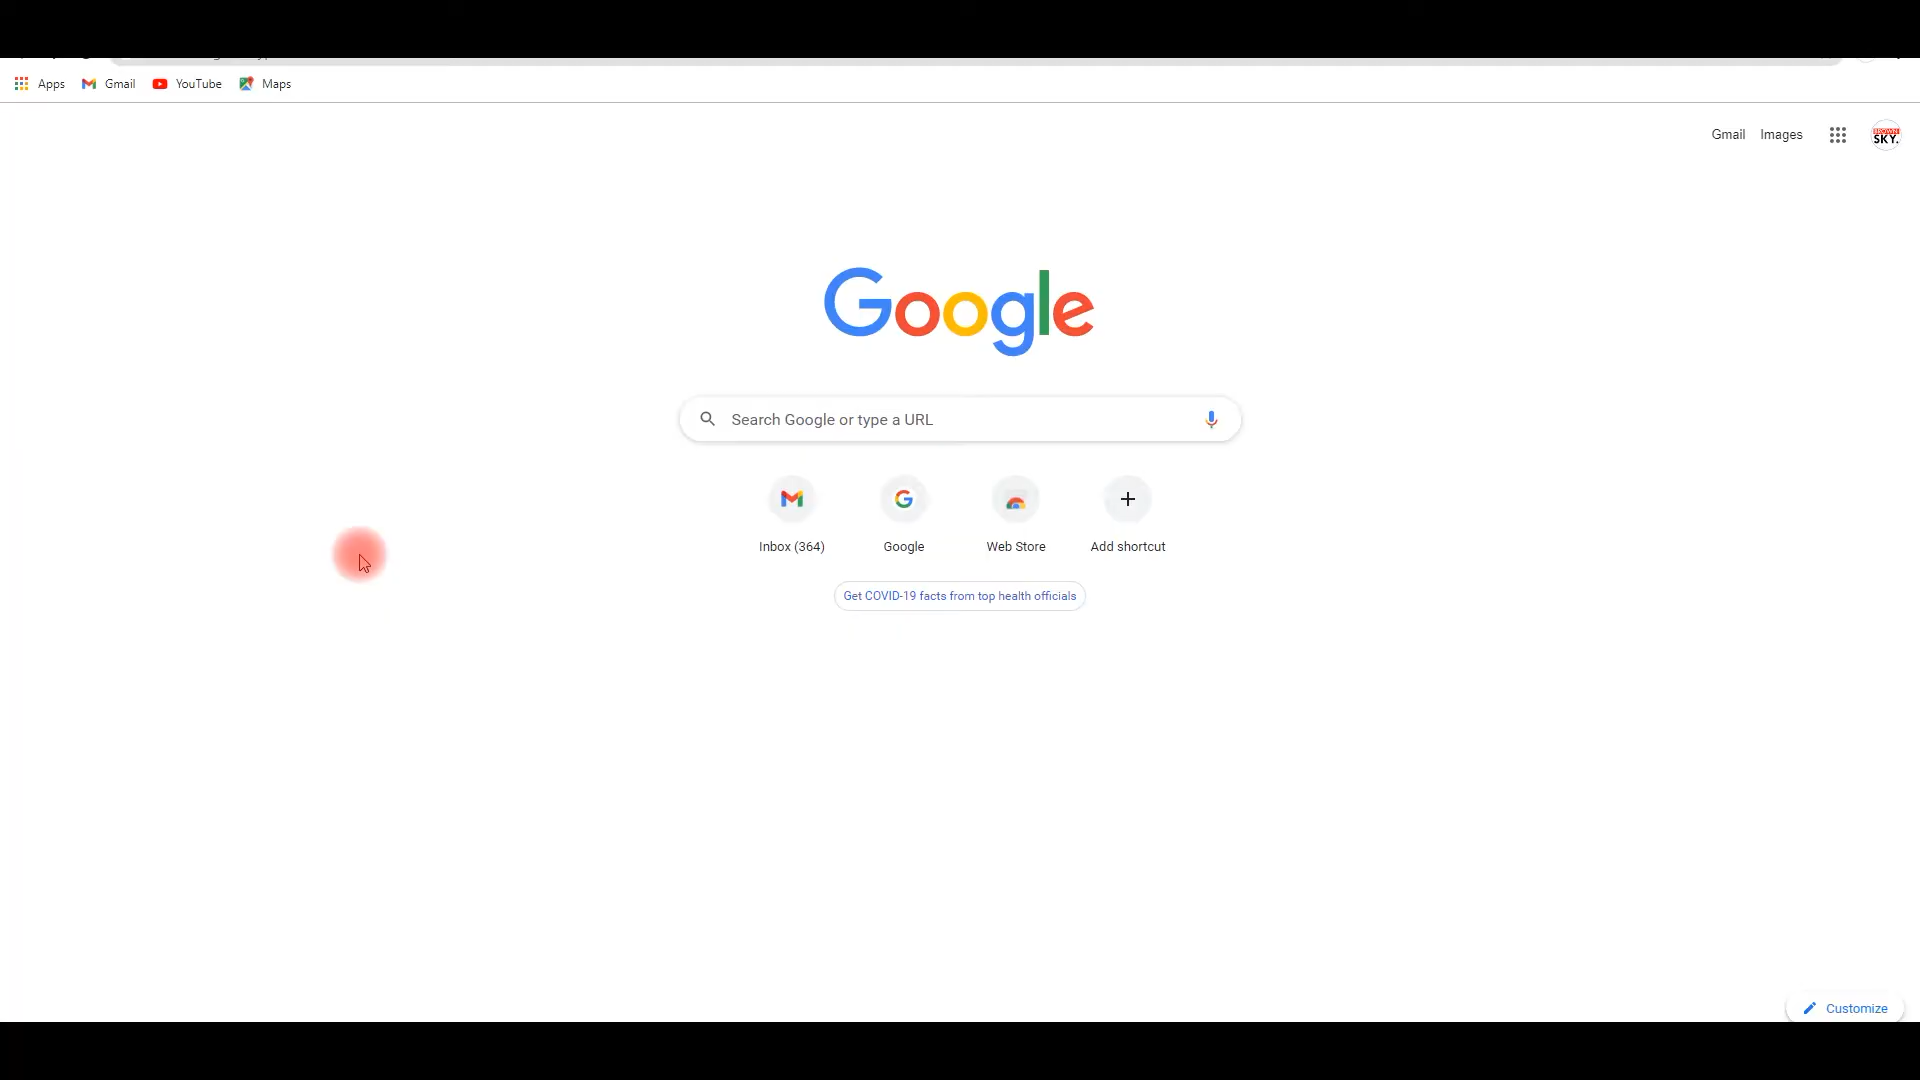 Apps Gmail YouTube Maps
Gmail Images
BROWNE
SKY.
Google
Search Google or type a URL
Inbox (364) Google Web Store Add shortcut
Get COVID-19 facts from top health officials
Customize